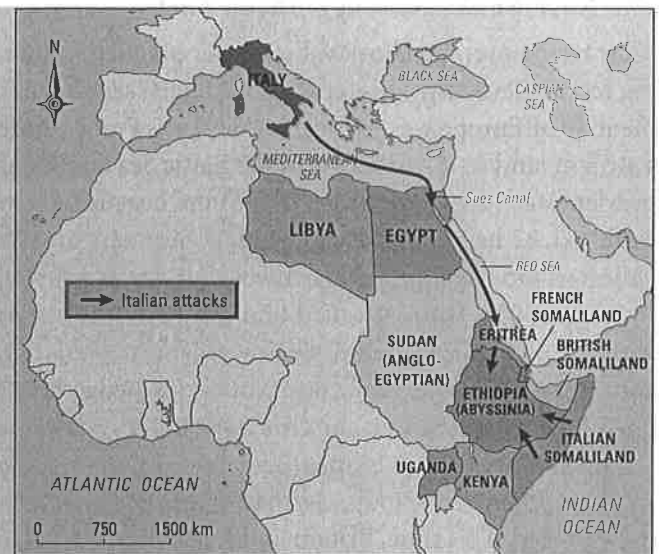 N
ITALY
BLACK SEA
CASPIAN
SEA
MEDITERRANEAN
SEA
Suez Canal
LIBYA
EGYPT
RED SEA
Italian attacks
FRENCH
SOMALILAND
ERITREA
BRITISH
SOMALILAND
SUDAN
(ANGLO-
EGYPTIAN)
ETHIOPIA
(ABYSSINIA)
ITALIAN
SOMALILAND
UGANDA
KENYA
ATLANTIC OCEAN
INDIAN
OCEAN
0 750 1500 km